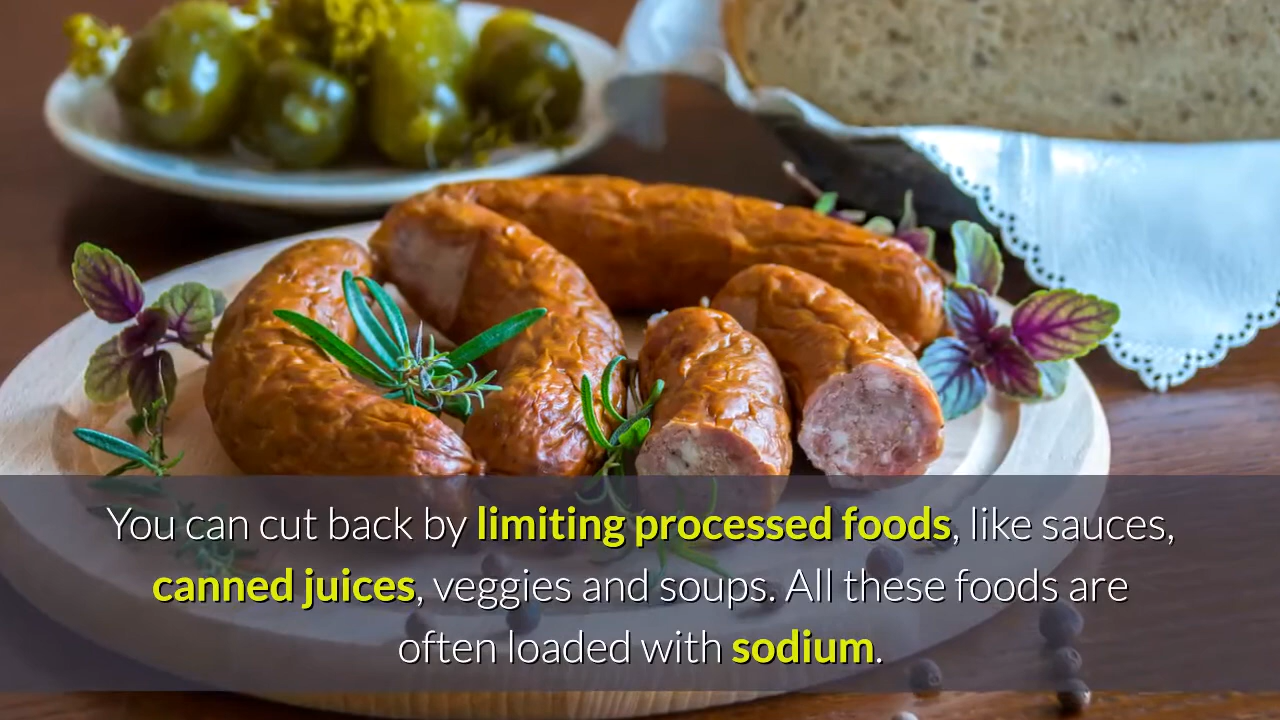 You can cut back by limiting processed foods, like sauces,
canned juices, veggies and soups. All these foods are
often loaded with sodium.